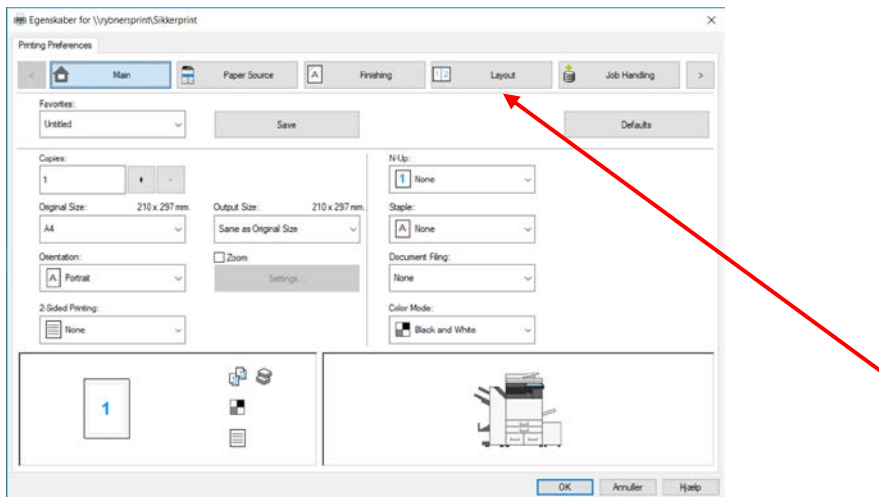 Egenskaber for \\rybnersprint\Sikkerprint
Printing Preferences
< Main Paper Source A Finishing 1 2 Layout Job Handling >
Favorites:
Untitled Save Defaults
Copies: N-Up:
1 + - 1 None
Original Size: 210 x 297 mm. Output Size: 210 x 297 mm. Staple:
A4 Same as Original Size A None
Orientation: Zoom Document Filing:
A Portrait Settings... None
2-Sided Printing: Color Mode:
None Black and White
1
OK Annuller Hjælp